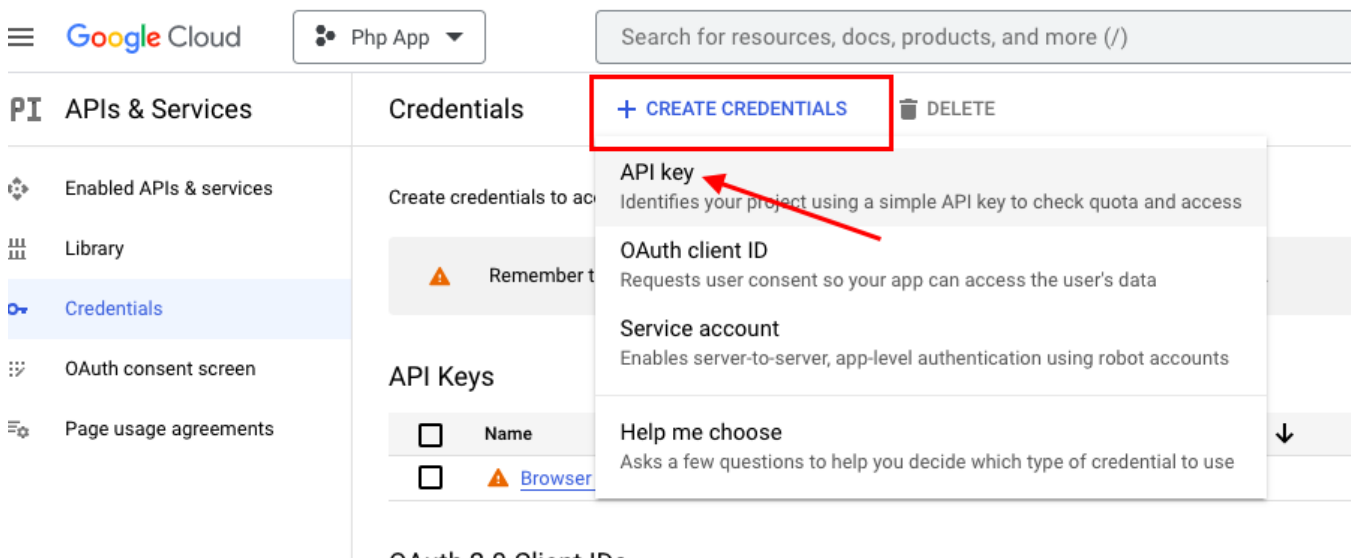 Google Cloud
Php App
Search for resources, docs, products, and more (/)
PI
APIs & Services
Credentials
+ CREATE CREDENTIALS
DELETE
Enabled APIs & services
Library
Credentials
OAuth consent screen
Page usage agreements
Create credentials to
API key
Identifies your project using a simple API key to check quota and access
OAuth client ID
Requests user consent so your app can access the user's data
Service account
Enables server-to-server, app-level authentication using robot accounts
Help me choose
Asks a few questions to help you decide which type of credential to use
Remember
API Keys
Name
Browser